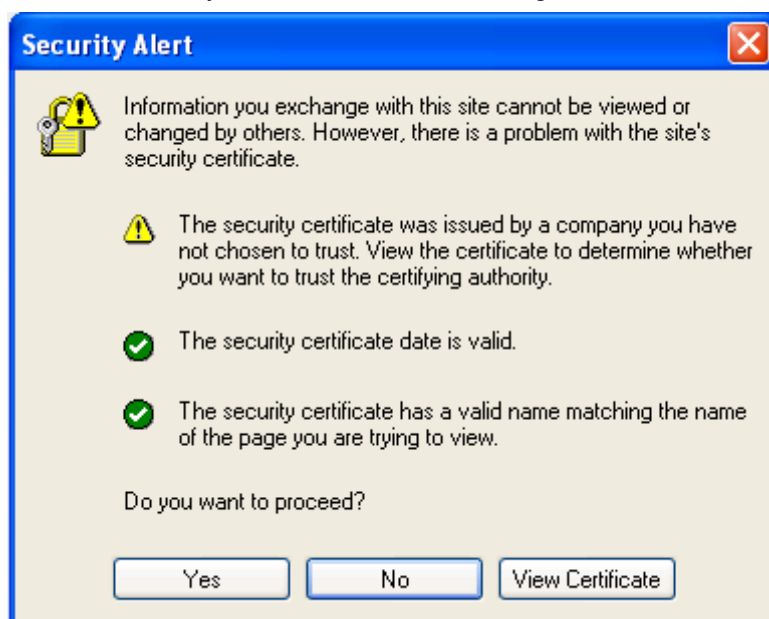 Security Alert
Information you exchange with this site cannot be viewed or
changed by others. However, there is a problem with the site's
security certificate.
The security certificate was issued by a company you have
not chosen to trust. View the certificate to determine whether
you want to trust the certifying authority.
The security certificate date is valid.
The security certificate has a valid name matching the name
of the page you are trying to view.
Do you want to proceed?
Yes No View Certificate